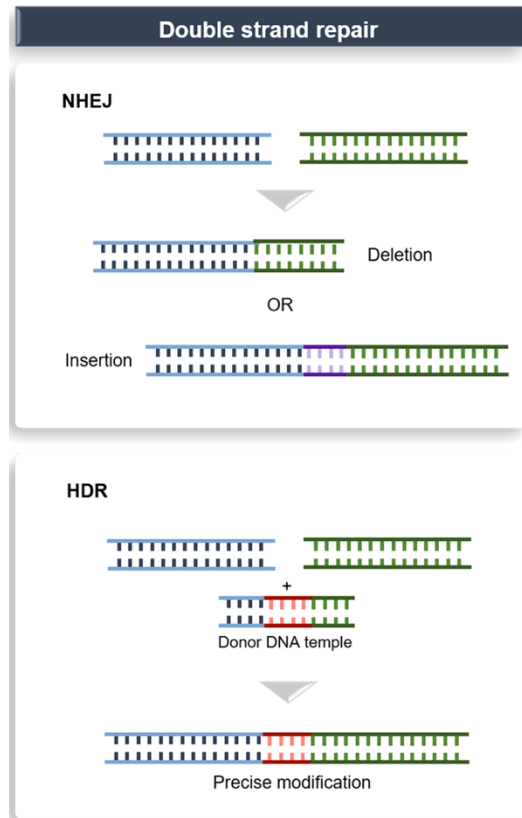 Double strand repair
NHEJ
Deletion
OR
Insertion
HDR
+
Donor DNA temple
Precise modification